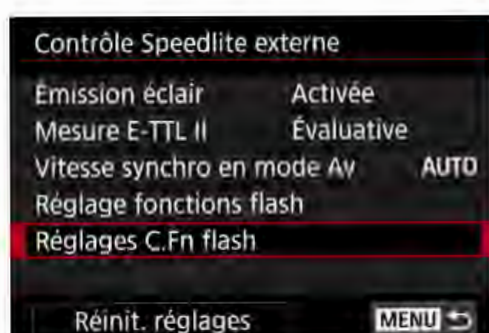 Contrôle Speedlite externe
Émission éclair Activée
Mesure E-TTL II Évaluative
Vitesse synchro en mode Av AUTO
Réglage fonctions flash
Réglages C.Fn flash
Réinit. réglages MENU